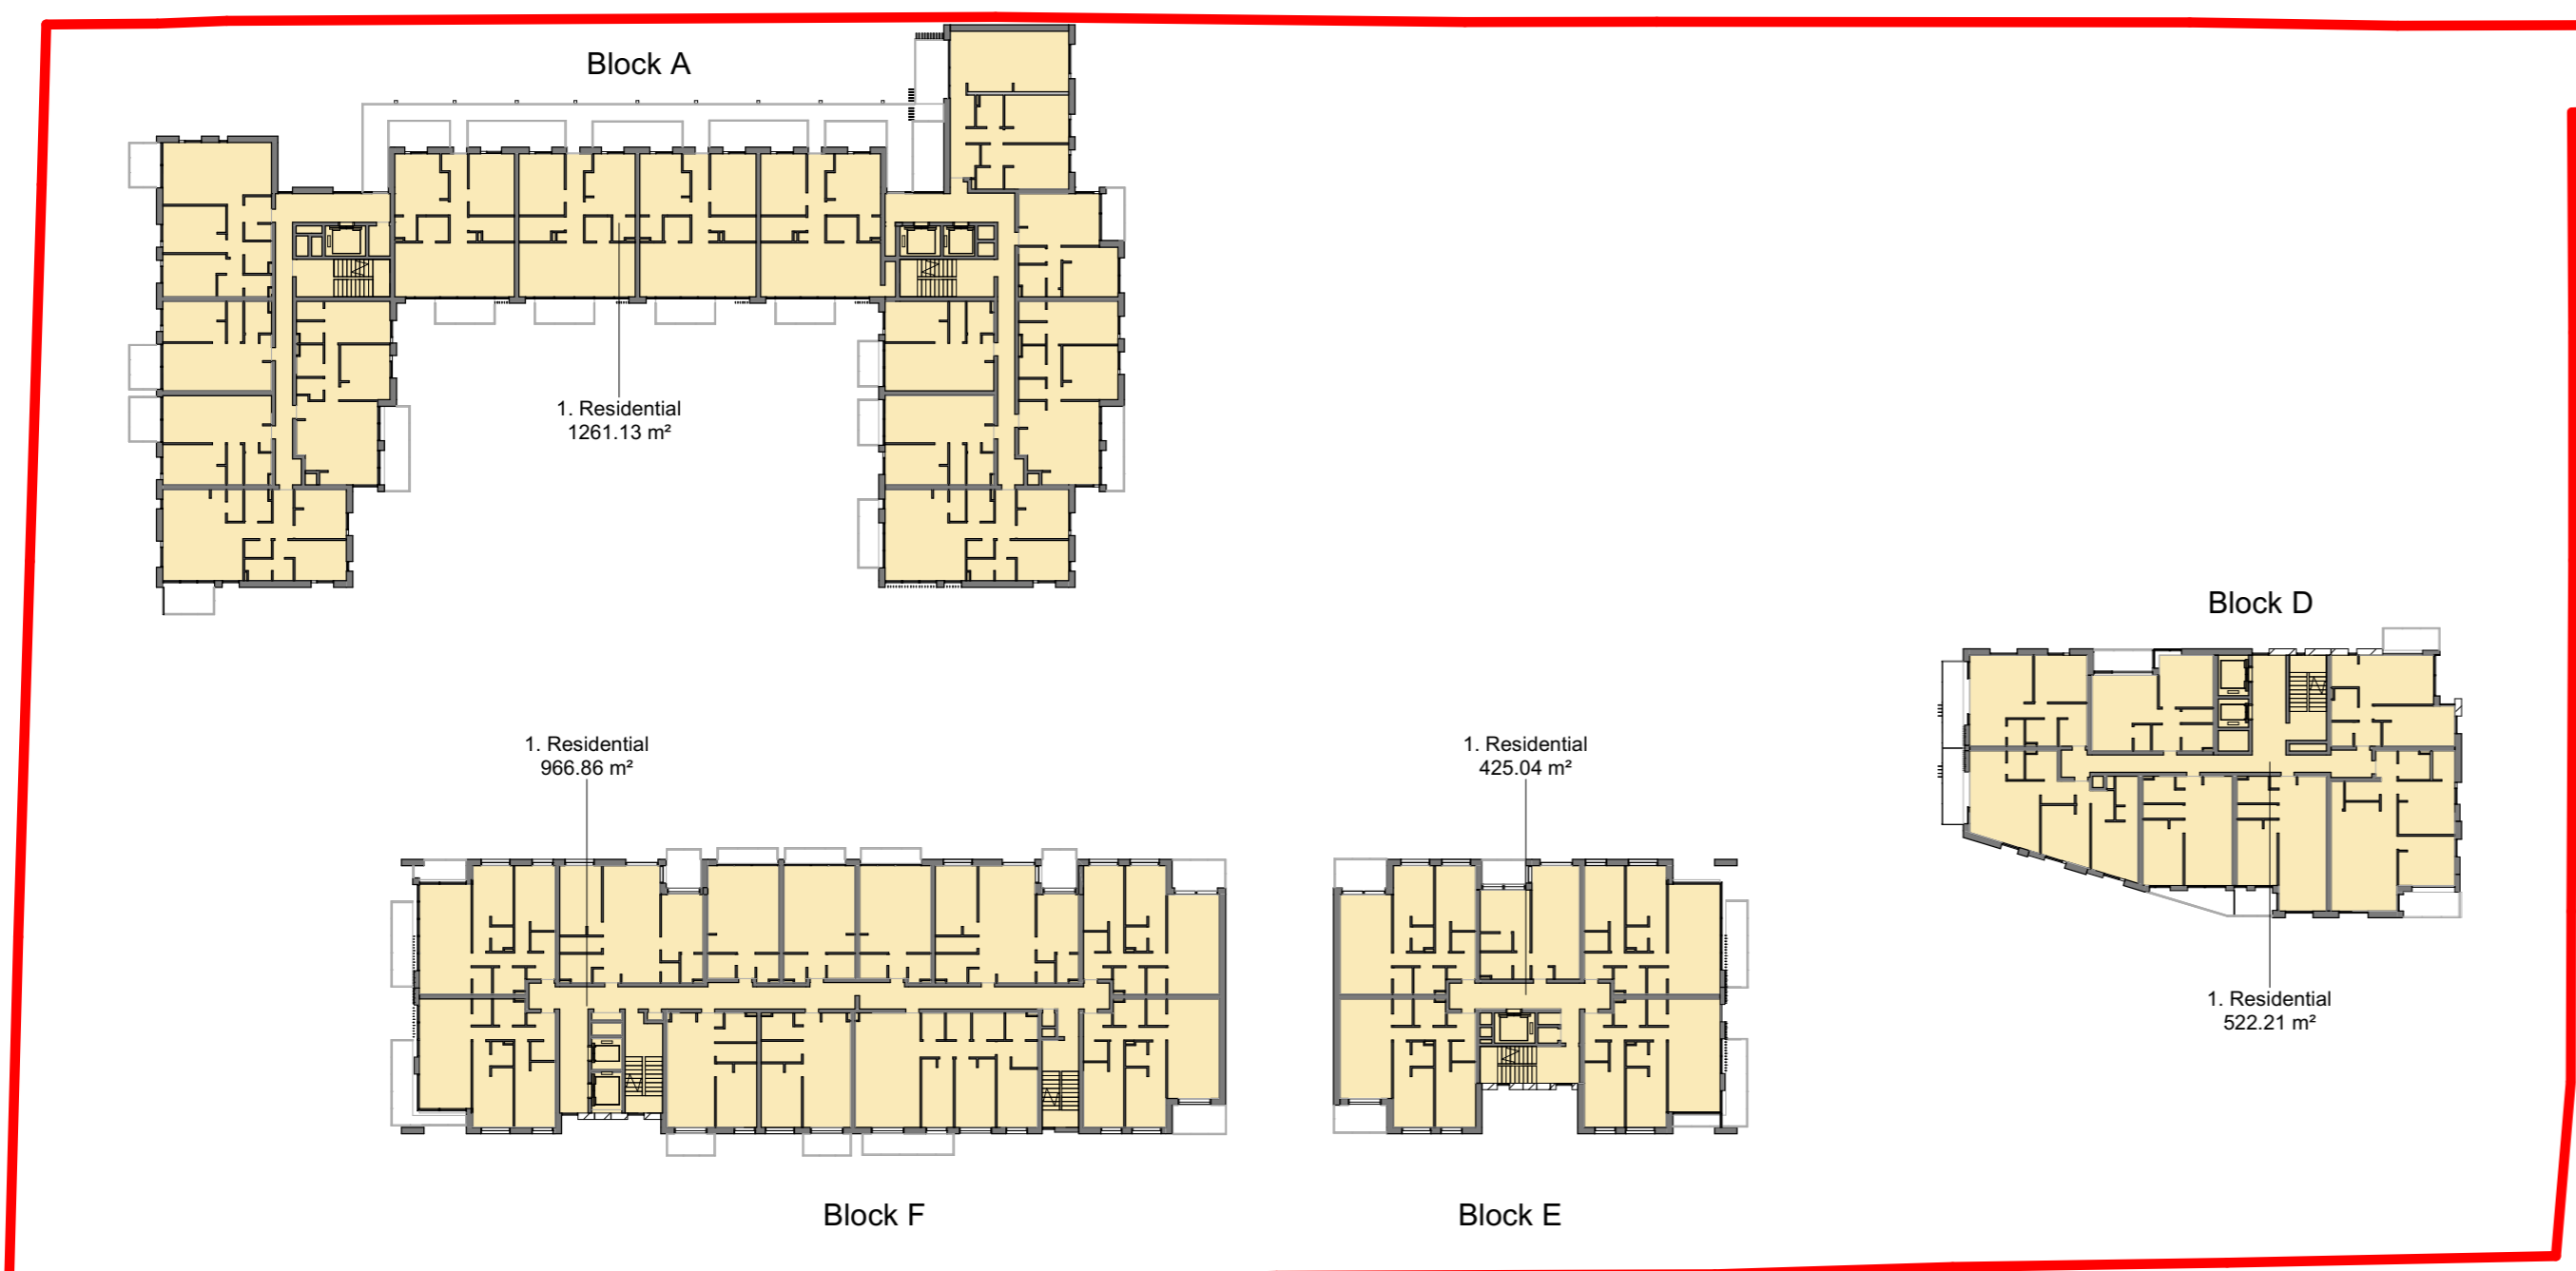 Block A
1. Residential
1261.13 m²
Block D
1. Residential
966.86 m²
1. Residential
425.04 m²
1. Residential
522.21 m²
Block F
Block E